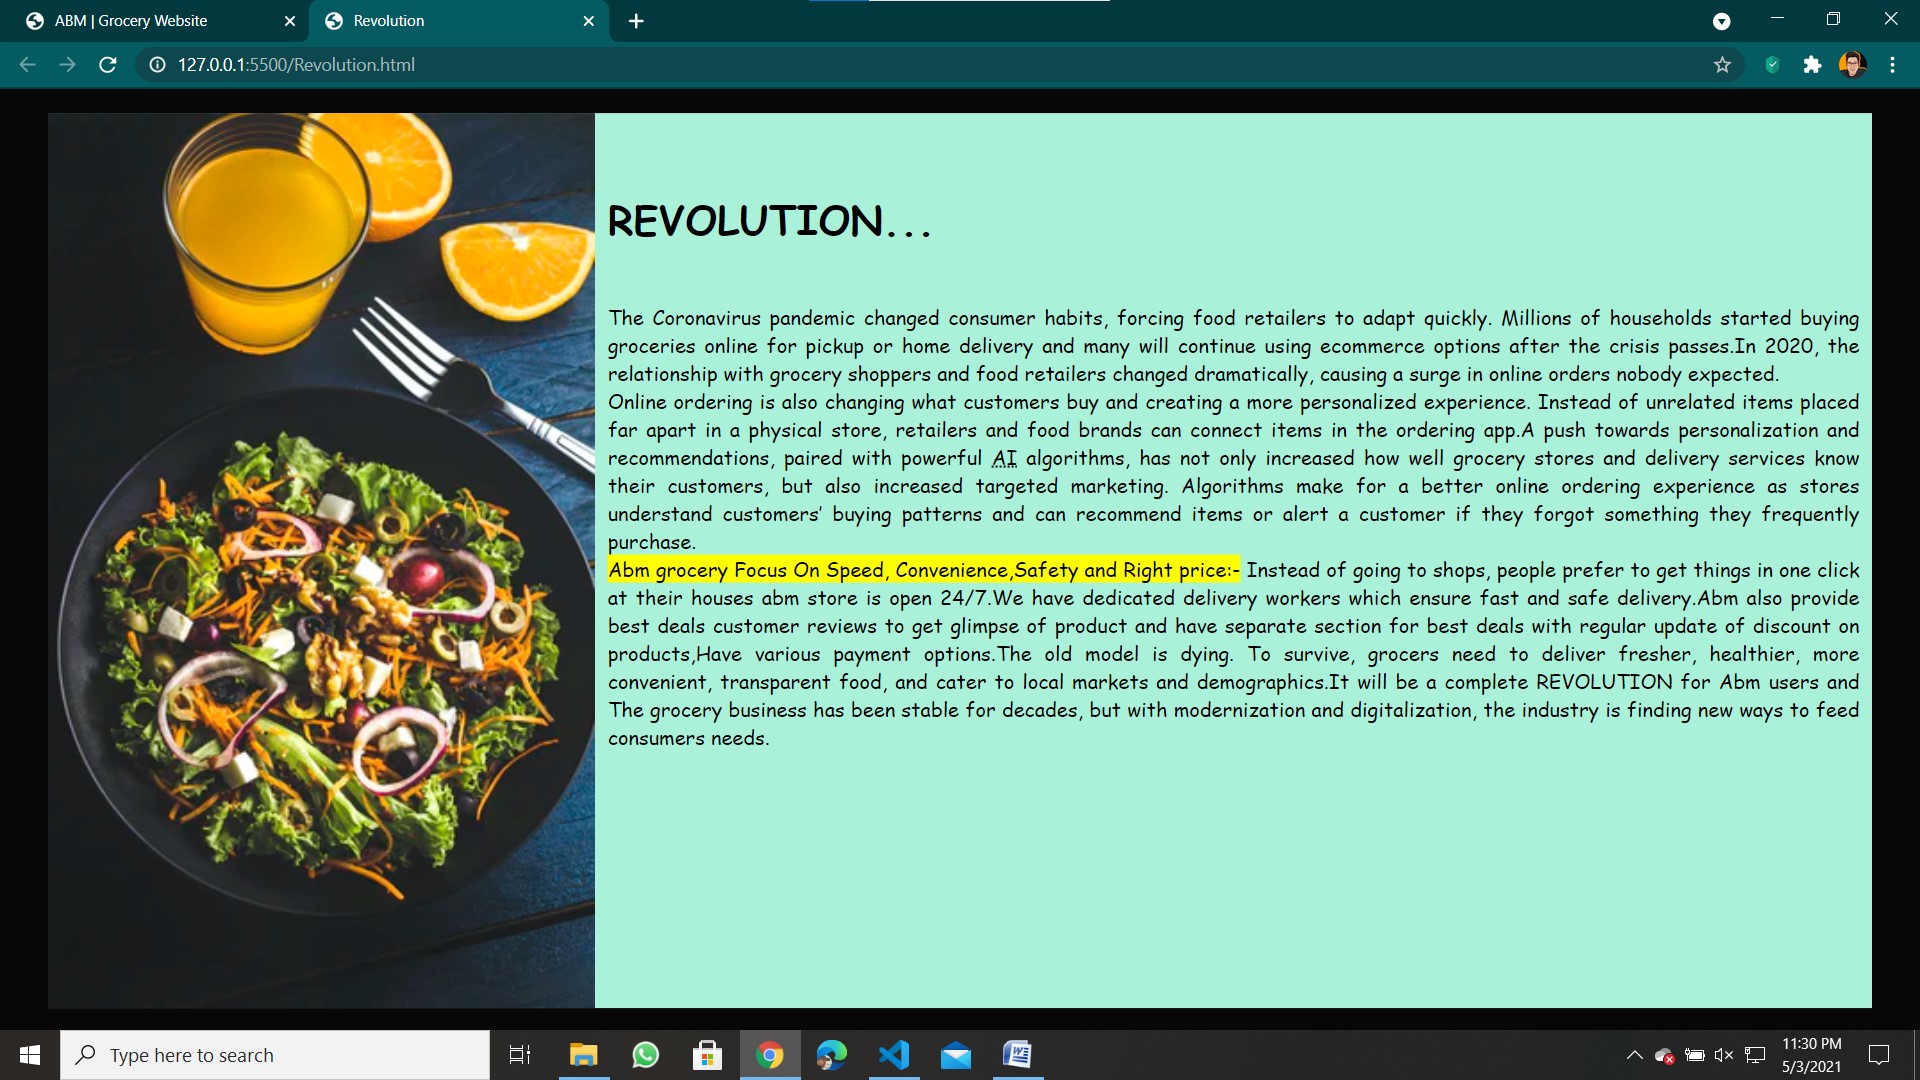 ABM | Grocery Website
Revolution
127.0.0.1:5500/Revolution.html
REVOLUTION...
The Coronavirus pandemic changed consumer habits, forcing food retailers to adapt quickly. Millions of households started buying
groceries online for pickup or home delivery and many will continue using ecommerce options after the crisis passes.In 2020, the
relationship with grocery shoppers and food retailers changed dramatically, causing a surge in online orders nobody expected.
Online ordering is also changing what customers buy and creating a more personalized experience. Instead of unrelated items placed
far apart in a physical store, retailers and food brands can connect items in the ordering app.A push towards personalization and
recommendations, paired with powerful AI algorithms, has not only increased how well grocery stores and delivery services know
their customers, but also increased targeted marketing. Algorithms make for a better online ordering experience as stores
understand customers’ buying patterns and can recommend items or alert a customer if they forgot something they frequently
purchase.
Abm grocery Focus On Speed, Convenience,Safety and Right price:- Instead of going to shops, people prefer to get things in one click
at their houses abm store is open 24/7.We have dedicated delivery workers which ensure fast and safe delivery.Abm also provide
best deals customer reviews to get glimpse of product and have separate section for best deals with regular update of discount on
products,Have various payment options.The old model is dying. To survive, grocers need to deliver fresher, healthier, more
convenient, transparent food, and cater to local markets and demographics.It will be a complete REVOLUTION for Abm users and
The grocery business has been stable for decades, but with modernization and digitalization, the industry is finding new ways to feed
consumers needs.
Type here to search
11:30 PM
5/3/2021